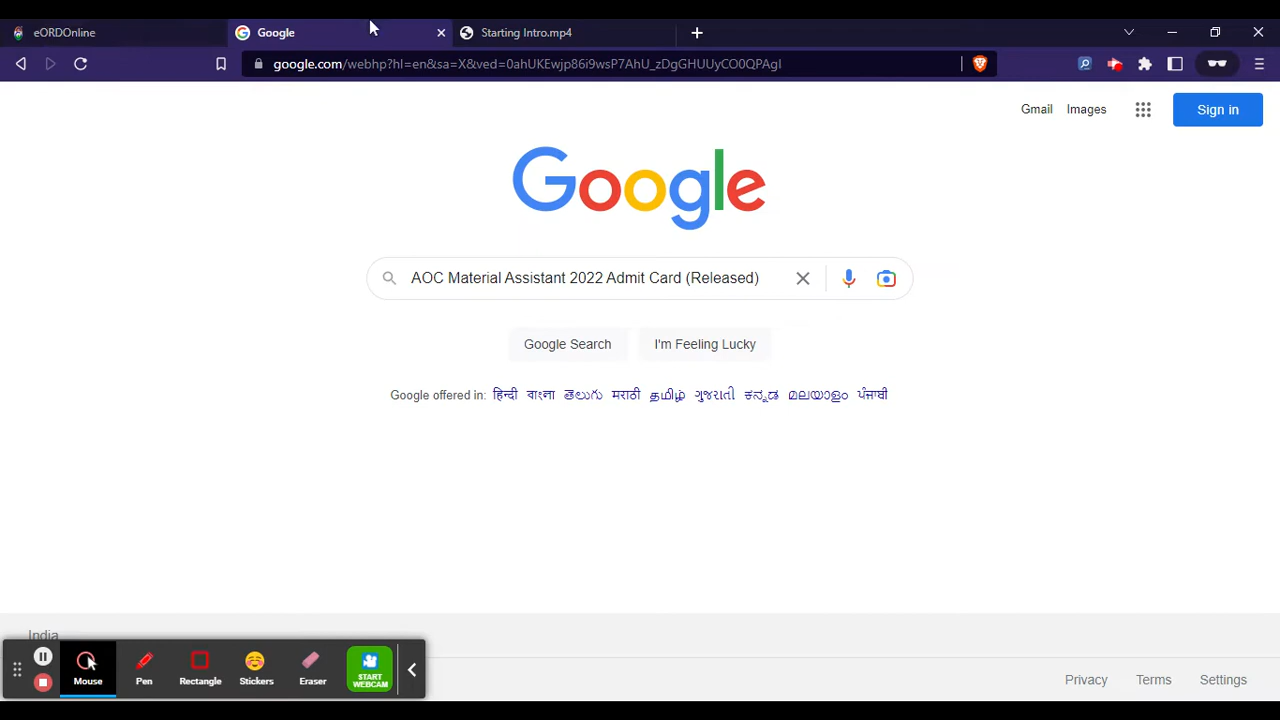 eORDOnline
Google
Starting Intro.mp4
google.com/webhp?hl=en&sa=X&ved=0ahUKEwjp86i9wsP7AhU_zDgGHUUyCO0QPAgI
Gmail Images Sign in
Google
AOC Material Assistant 2022 Admit Card (Released)
Google Search I'm Feeling Lucky
Google offered in: हिन्दी বাংলা తెలుగు मराठी தமிழ் ગુજરાતી ಕನ್ನಡ മലയാളം ਪੰਜਾਬੀ
India
Mouse Pen Rectangle Stickers Eraser START WEBCAM
Privacy Terms Settings